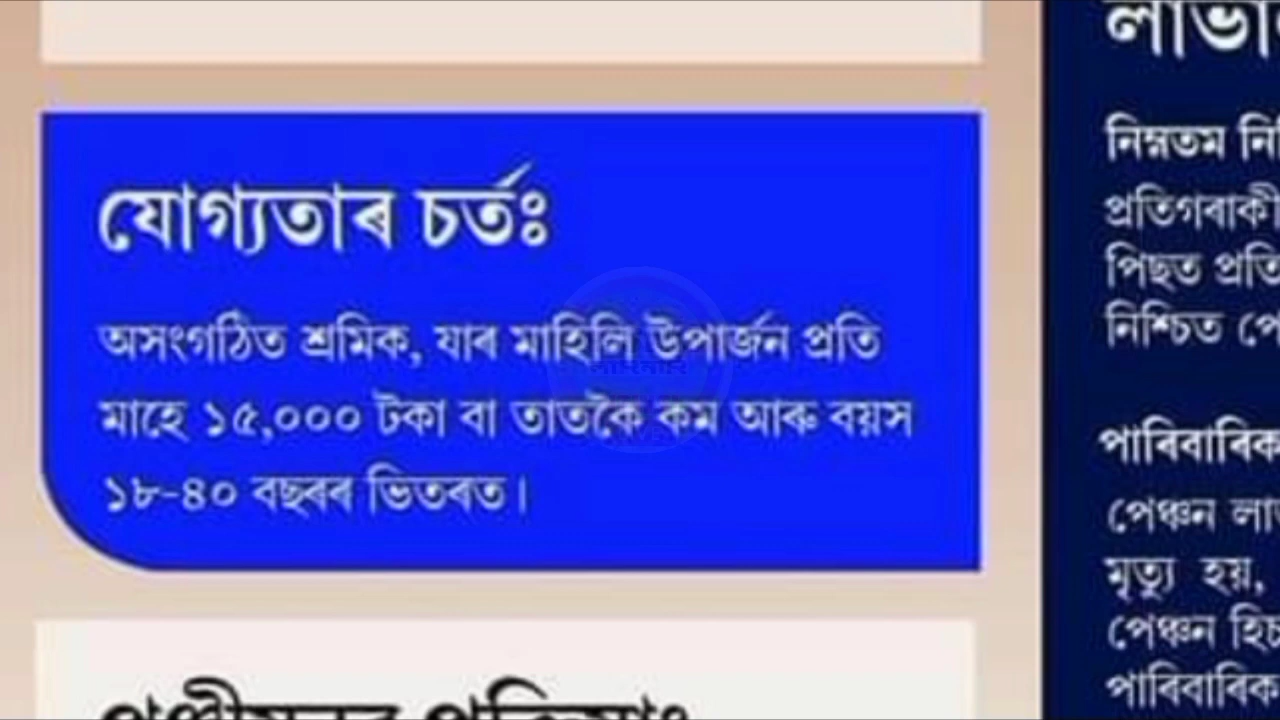 যোগ্যতাৰ চৰ্তঃ
অসংগঠিত শ্ৰমিক, যাৰ মাহিলি উপাৰ্জন প্ৰতি
মাহে ১৫,০০০ টকা বা তাতকৈ কম আৰু বয়স
১৮-৪০ বছৰৰ ভিতৰত।
নিম্নতম
প্ৰতিগৰাকী
পিছত প্ৰতি
নিশ্চিত
পাৰিবাৰিক
পেঞ্চন
মৃত্যু হয়,
পেঞ্চন
পাৰিবাৰিক